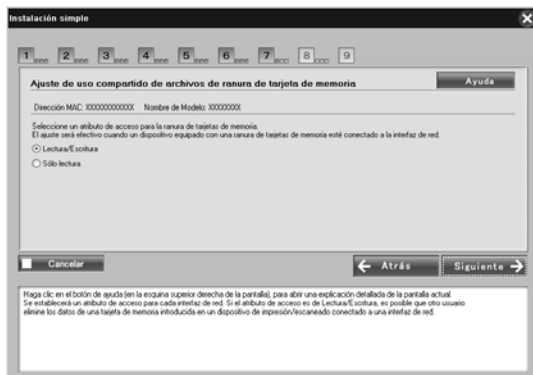 Instalación simple
1 2 3 4 5 6 7 8 9
Ajuste de uso compartido de archivos de ranura de tarjeta de memoria
Ayuda
Dirección MAC: XXXXXXXXXXXX Nombre de Modelo: XXXXXXXX
Seleccione un atributo de acceso para la ranura de tarjetas de memoria.
El ajuste será efectivo cuando un dispositivo equipado con una ranura de tarjetas de memoria esté conectado a la interfaz de red.
Lectura/Escritura
Sólo lectura
Cancelar
Atrás
Siguiente
Haga clic en el botón de ayuda (en la esquina superior derecha de la pantalla), para abrir una explicación detallada de la pantalla actual.
Se establecerá un atributo de acceso para cada interfaz de red. Si el atributo de acceso es de Lectura/Escritura, es posible que otro usuario
elimine los datos de una tarjeta de memoria introducida en un dispositivo de impresión/escaneado conectado a una interfaz de red.